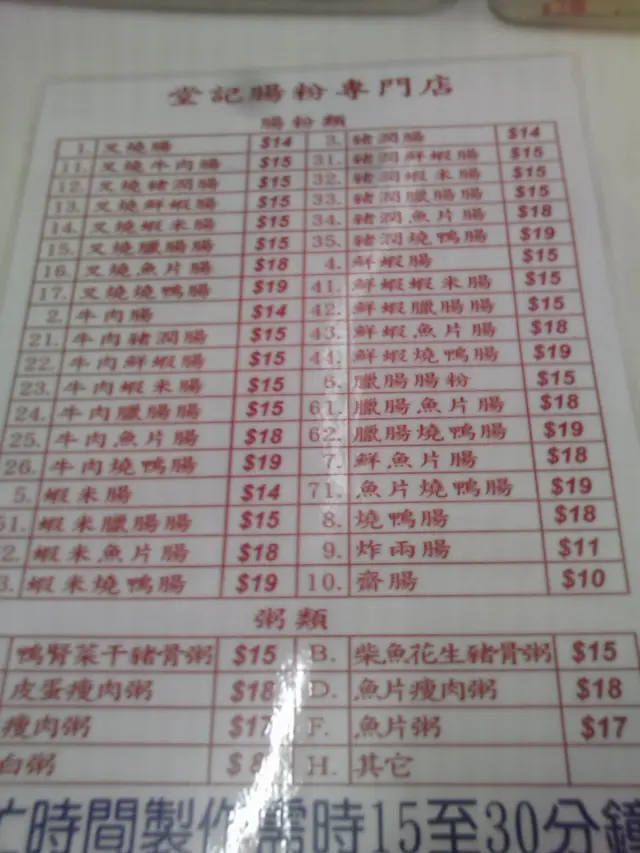 堂記腸粉專門店
腸粉類
1. 叉燒腸 $14 3. 豬潤腸 $14
11. 叉燒牛肉腸 $15 31. 豬潤鮮蝦腸 $15
12. 叉燒豬潤腸 $15 32. 豬潤蝦米腸 $15
13. 叉燒鮮蝦腸 $15 33. 豬潤臘腸腸 $15
14. 叉燒蝦米腸 $15 34. 豬潤魚片腸 $18
15. 叉燒臘腸腸 $15 35. 豬潤燒鴨腸 $19
16. 叉燒魚片腸 $18 4. 鮮蝦腸 $15
17. 叉燒燒鴨腸 $19 41. 鮮蝦蝦米腸 $15
2. 牛肉腸 $14 42. 鮮蝦臘腸腸 $15
21. 牛肉豬潤腸 $15 43. 鮮蝦魚片腸 $18
22. 牛肉鮮蝦腸 $15 44. 鮮蝦燒鴨腸 $19
23. 牛肉蝦米腸 $15 6. 臘腸腸粉 $15
24. 牛肉臘腸腸 $15 61. 臘腸魚片腸 $18
25. 牛肉魚片腸 $18 62. 臘腸燒鴨腸 $19
26. 牛肉燒鴨腸 $19 7. 鮮魚片腸 $18
5. 蝦米腸 $14 71. 魚片燒鴨腸 $19
51. 蝦米臘腸腸 $15 8. 燒鴨腸 $18
2. 蝦米魚片腸 $18 9. 炸兩腸 $11
3. 蝦米燒鴨腸 $19 10. 齋腸 $10
粥類
鴨腎菜干豬骨粥 $15 B. 柴魚花生豬骨粥 $15
皮蛋瘦肉粥 $18 D. 魚片瘦肉粥 $18
瘦肉粥 $17 F. 魚片粥 $17
白粥 $8 H. 其它
忙時間製作需時15至30分鐘